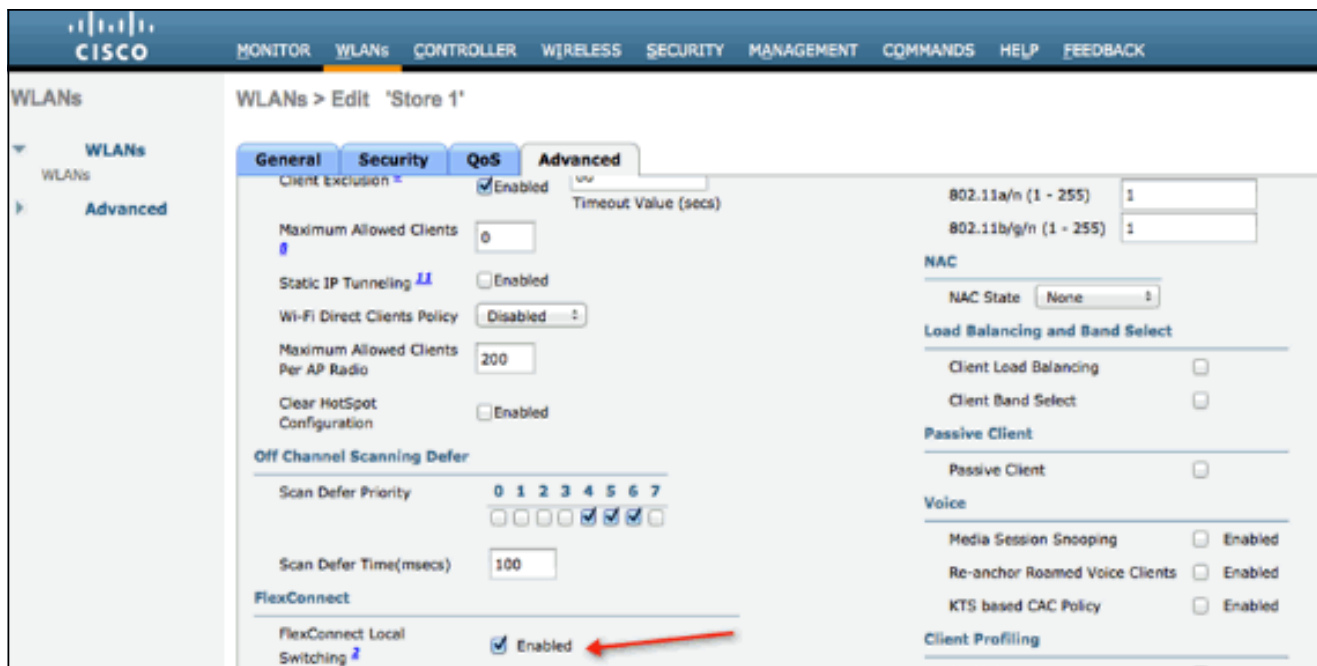 CISCO
MONITOR WLANs CONTROLLER WIRELESS SECURITY MANAGEMENT COMMANDS HELP FEEDBACK
WLANs
WLANs
WLANs
Advanced
WLANs > Edit 'Store 1'
General Security QoS Advanced
Client Exclusion
Enabled
Timeout Value (secs)
Maximum Allowed Clients
0
Static IP Tunneling 11
Enabled
Wi-Fi Direct Clients Policy
Disabled
Maximum Allowed Clients
Per AP Radio
200
Clear HotSpot
Configuration
Enabled
Off Channel Scanning Defer
Scan Defer Priority
0 1 2 3 4 5 6 7
Scan Defer Time(msecs)
100
FlexConnect
FlexConnect Local
Switching 2
Enabled
802.11a/n (1 - 255) 1
802.11b/g/n (1 - 255) 1
NAC
NAC State None
Load Balancing and Band Select
Client Load Balancing
Client Band Select
Passive Client
Passive Client
Voice
Media Session Snooping Enabled
Re-anchor Roamed Voice Clients Enabled
KTS based CAC Policy Enabled
Client Profiling